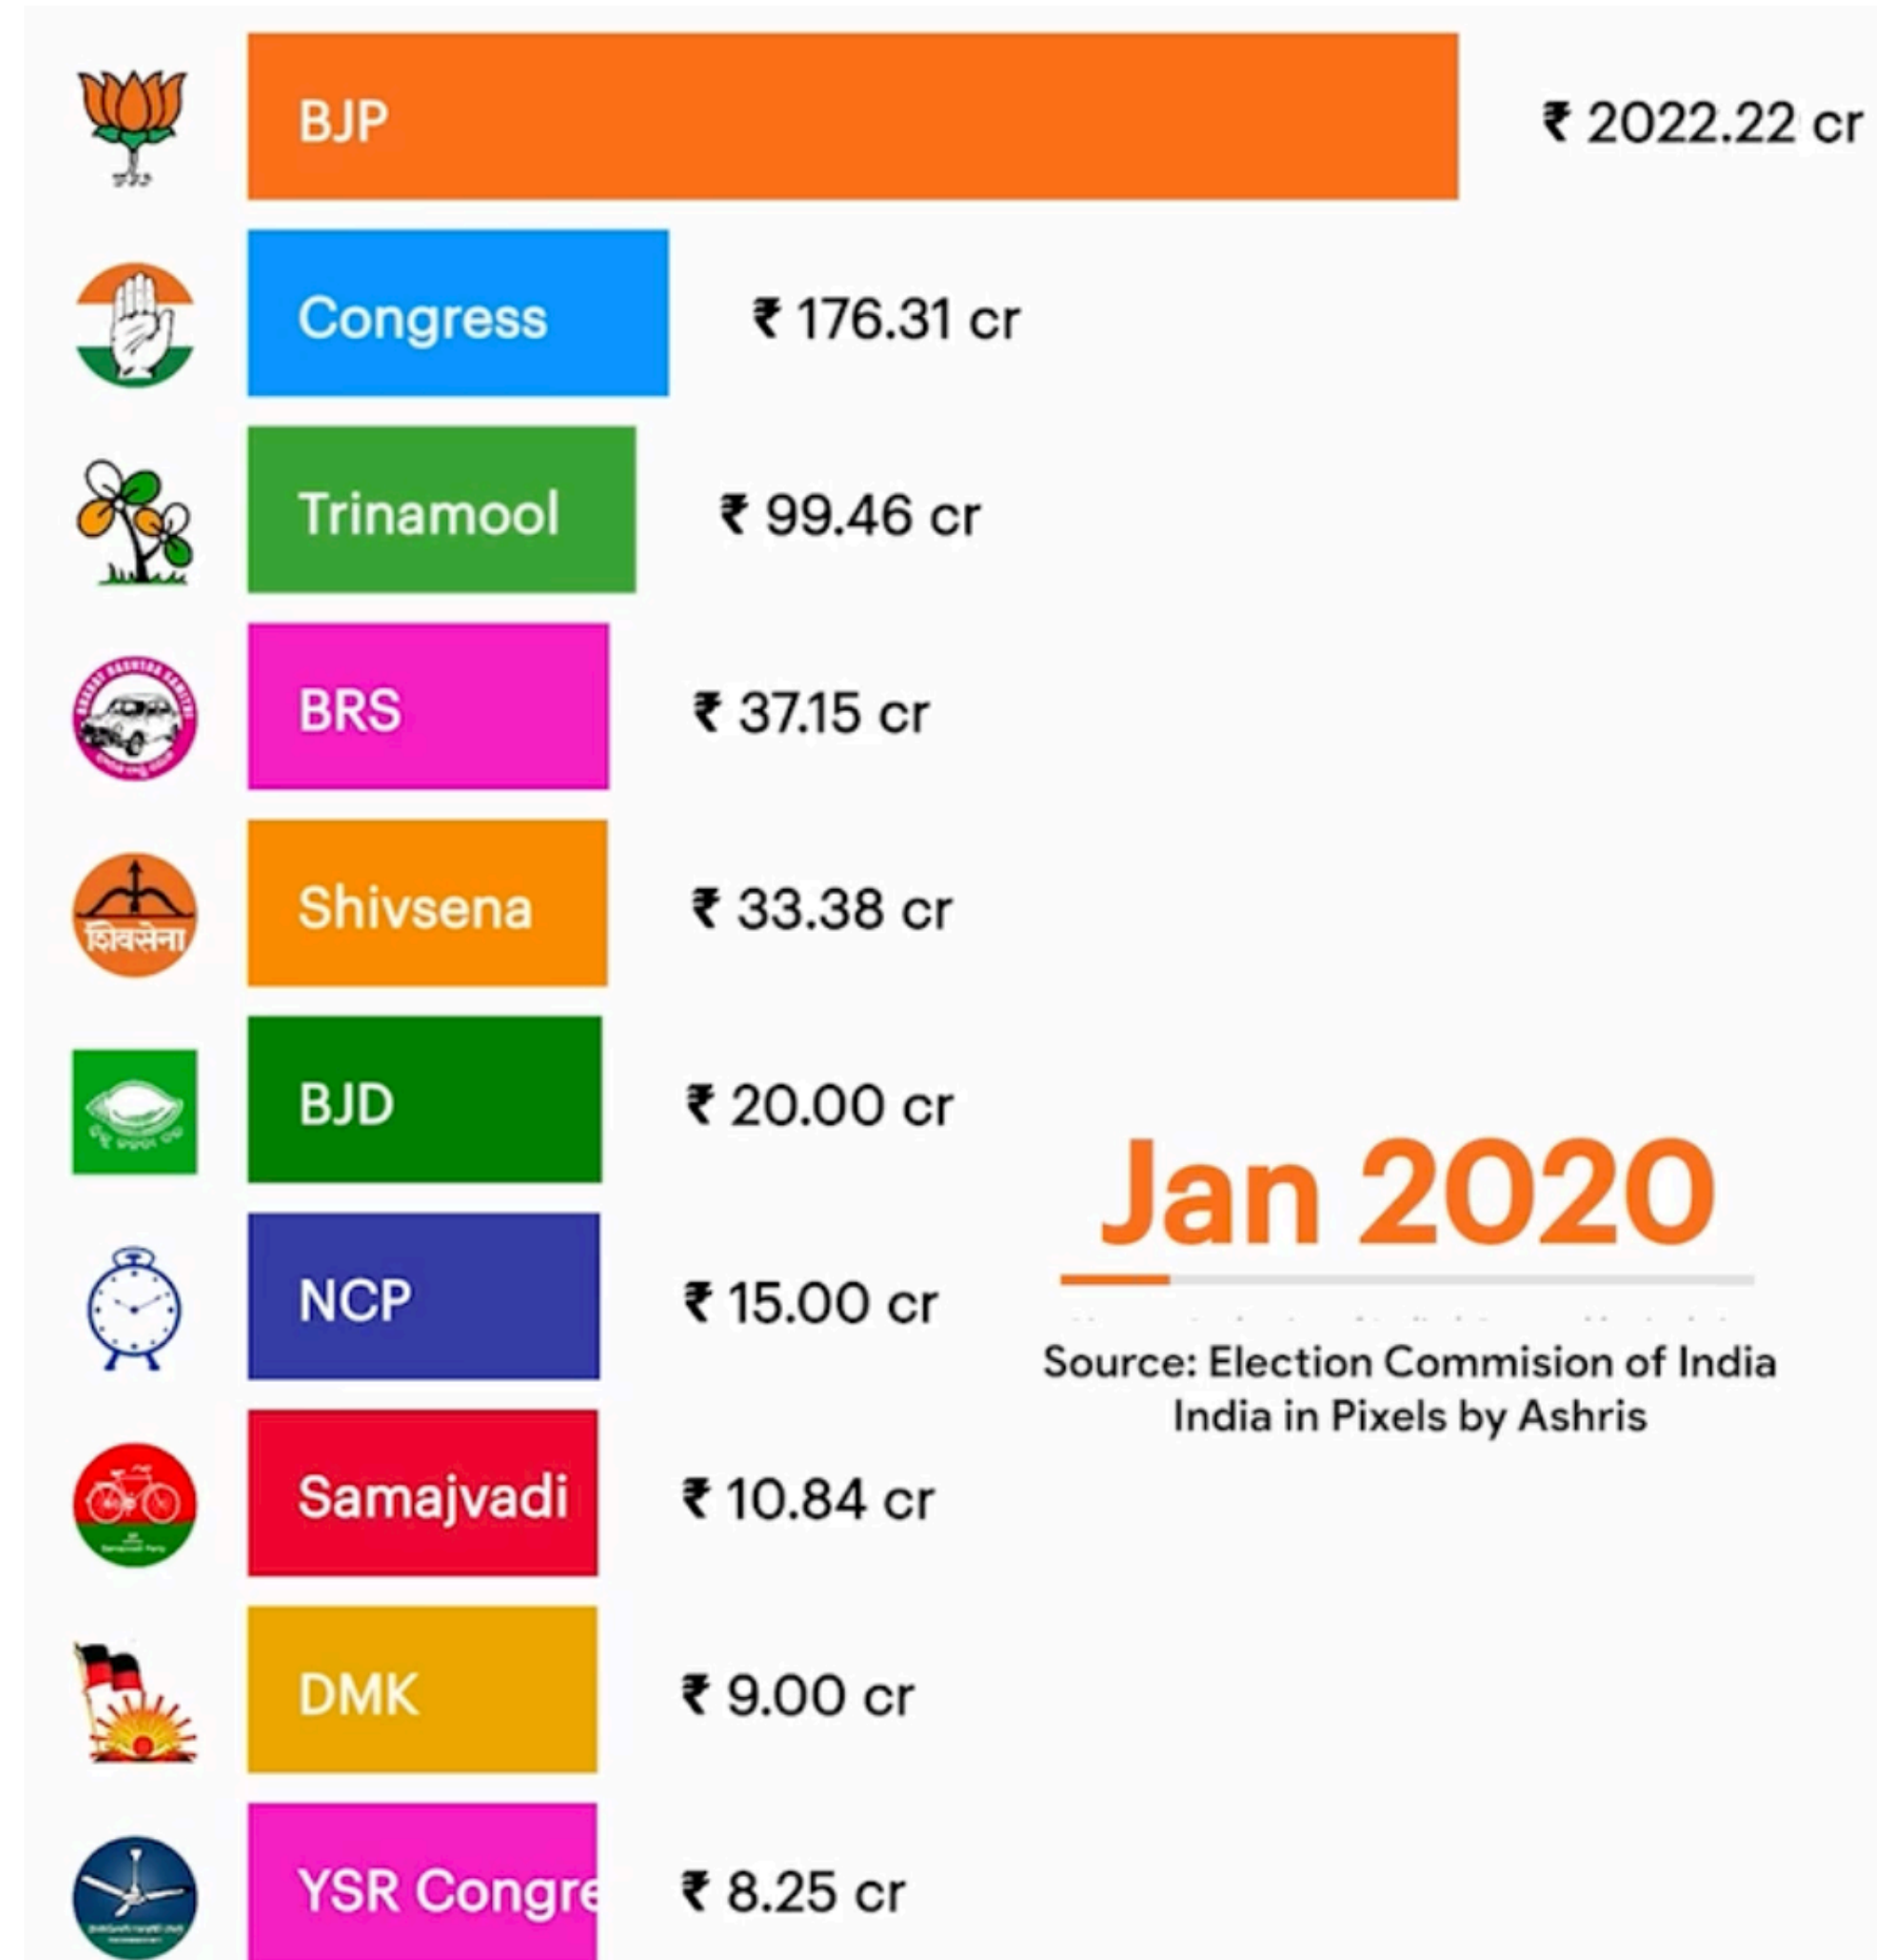 BJP ₹ 2022.22 cr
Congress ₹ 176.31 cr
Trinamool ₹ 99.46 cr
BRS ₹ 37.15 cr
शिवसेना
Shivsena ₹ 33.38 cr
BJD ₹ 20.00 cr
NCP ₹ 15.00 cr
Samajvadi ₹ 10.84 cr
DMK ₹ 9.00 cr
YSR Congre ₹ 8.25 cr
Jan 2020
Source: Election Commision of India
India in Pixels by Ashris